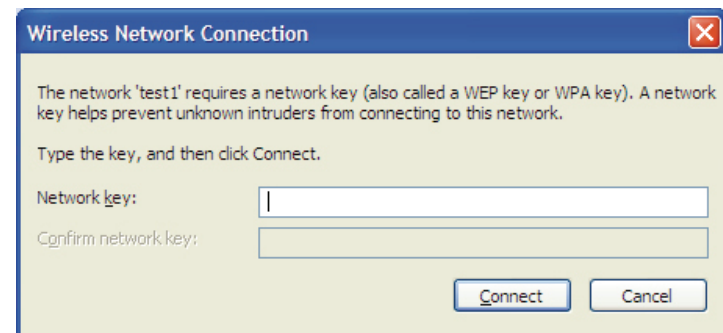 Wireless Network Connection
The network 'test1' requires a network key (also called a WEP key or WPA key). A network
key helps prevent unknown intruders from connecting to this network.
Type the key, and then click Connect.
Network key:
Confirm network key:
Connect Cancel